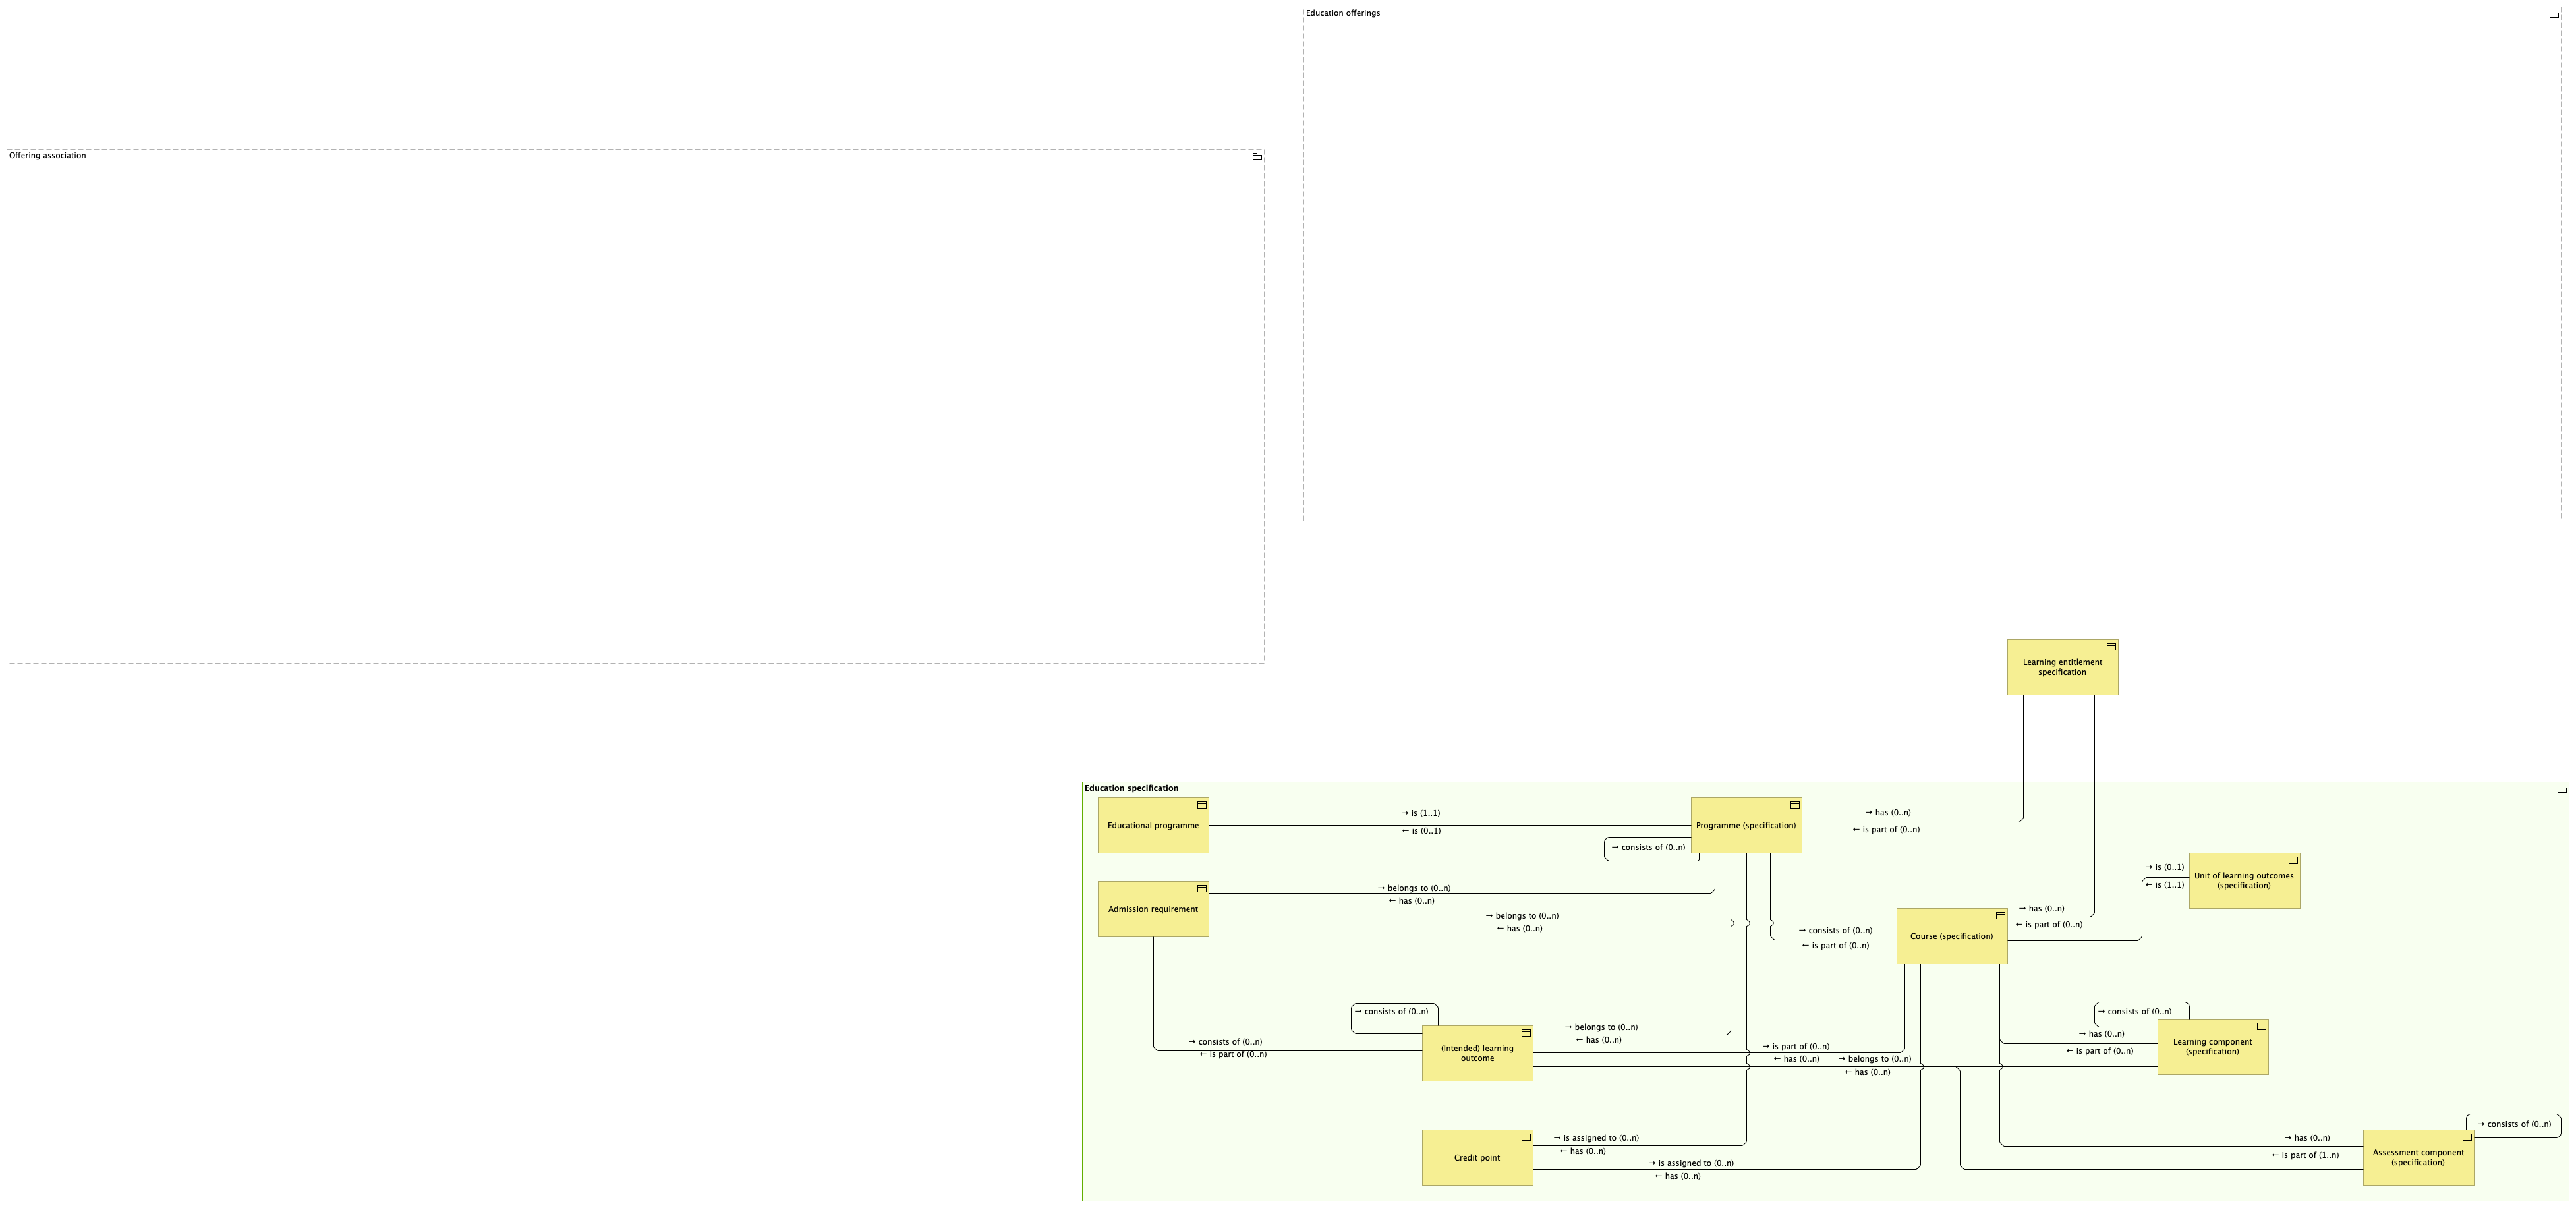 Education offerings
Offering association
Learning entitlement
specification
Education specification
Educational programme
→ is (1..1)
← is (0..1)
Programme (specification)
→ has (0..n)
← is part of (0..n)
→ consists of (0..n)
→ is (0..1)
← is (1..1)
Unit of learning outcomes
(specification)
Admission requirement
→ belongs to (0..n)
← has (0..n)
→ belongs to (0..n)
← has (0..n)
→ consists of (0..n)
← is part of (0..n)
Course (specification)
→ has (0..n)
← is part of (0..n)
→ consists of (0..n)
→ consists of (0..n)
← is part of (0..n)
(Intended) learning
outcome
→ belongs to (0..n)
← has (0..n)
→ is part of (0..n)
← has (0..n)
→ belongs to (0..n)
← has (0..n)
→ consists of (0..n)
→ has (0..n)
← is part of (0..n)
Learning component
(specification)
Credit point
→ is assigned to (0..n)
← has (0..n)
→ is assigned to (0..n)
← has (0..n)
→ has (0..n)
← is part of (1..n)
→ consists of (0..n)
Assessment component
(specification)